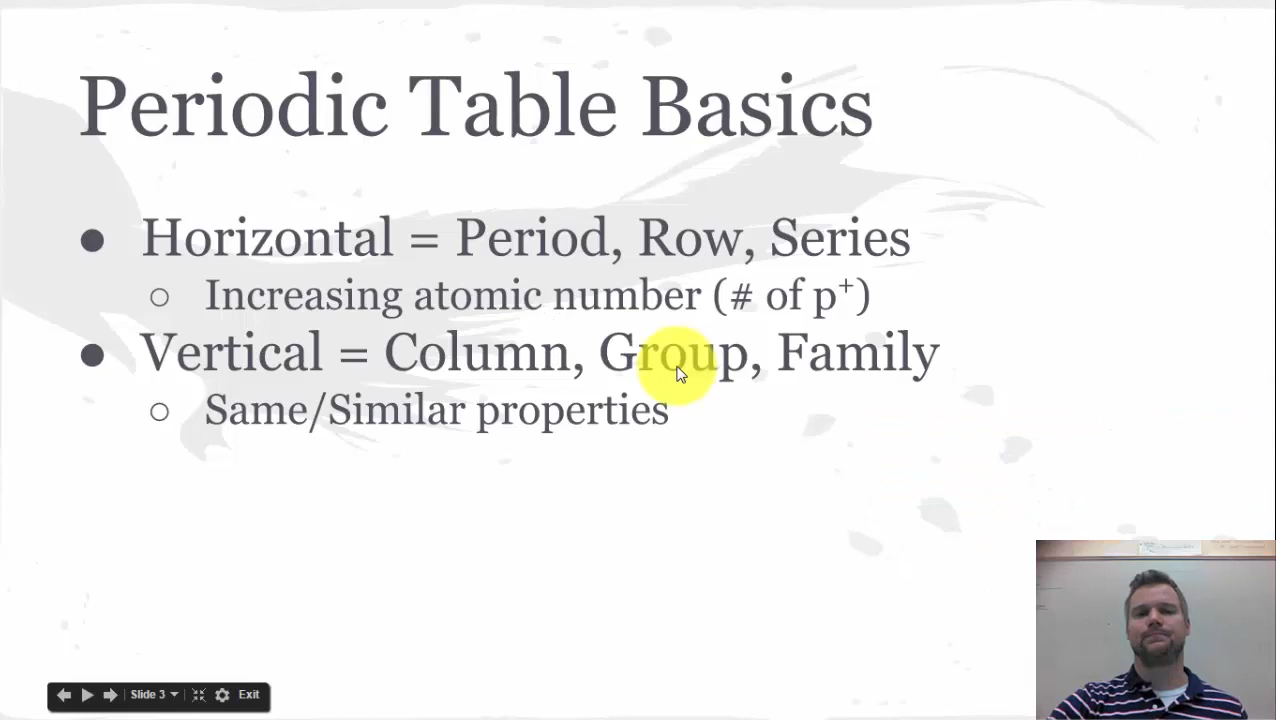 Periodic Table Basics
● Horizontal = Period, Row, Series
○ Increasing atomic number (# of p⁺)
● Vertical = Column, Group, Family
○ Same/Similar properties
Slide 3 Exit